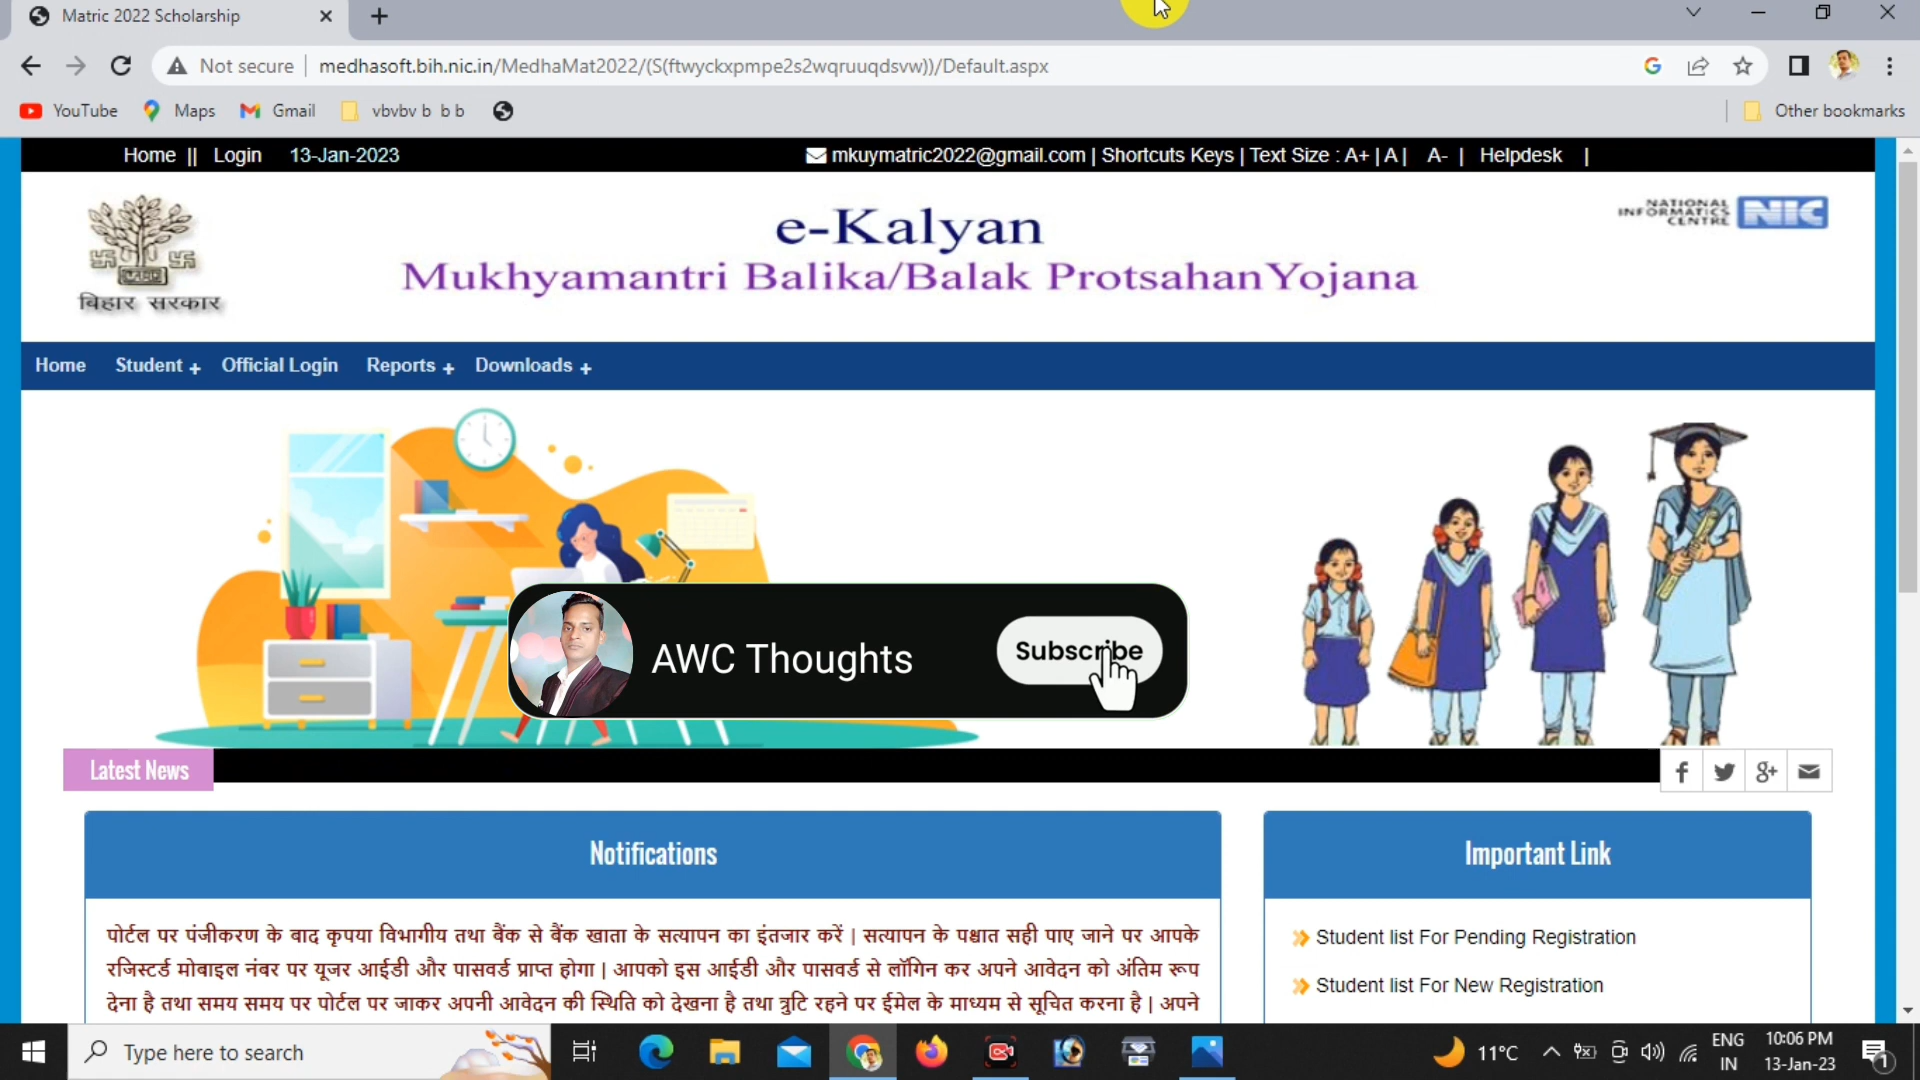 Matric 2022 Scholarship
Not secure
medhasoft.bih.nic.in/MedhaMat2022/(S(ftwyckxpmpe2s2wqruuqdsvw))/Default.aspx
YouTube Maps Gmail vbvbv b b b
Other bookmarks
Home || Login 13-Jan-2023
mkuymatric2022@gmail.com | Shortcuts Keys | Text Size : A+ | A | A- | Helpdesk |
बिहार सरकार
e-Kalyan
Mukhyamantri Balika/Balak Protsahan Yojana
NATIONAL
INFORMATICS
CENTRE
NIC
Home Student + Official Login Reports + Downloads +
AWC Thoughts
Subscribe
Latest News
Notifications
पोर्टल पर पंजीकरण के बाद कृपया विभागीय तथा बैंक से बैंक खाता के सत्यापन का इंतजार करें | सत्यापन के पश्चात सही पाए जाने पर आपके
रजिस्टर्ड मोबाइल नंबर पर यूजर आईडी और पासवर्ड प्राप्त होगा | आपको इस आईडी और पासवर्ड से लॉगिन कर अपने आवेदन को अंतिम रूप
देना है तथा समय समय पर पोर्टल पर जाकर अपनी आवेदन की स्थिति को देखना है तथा त्रुटि रहने पर ईमेल के माध्यम से सूचित करना है | अपने
Important Link
Student list For Pending Registration
Student list For New Registration
Type here to search
11°C
ENG
IN
10:06 PM
13-Jan-23
1